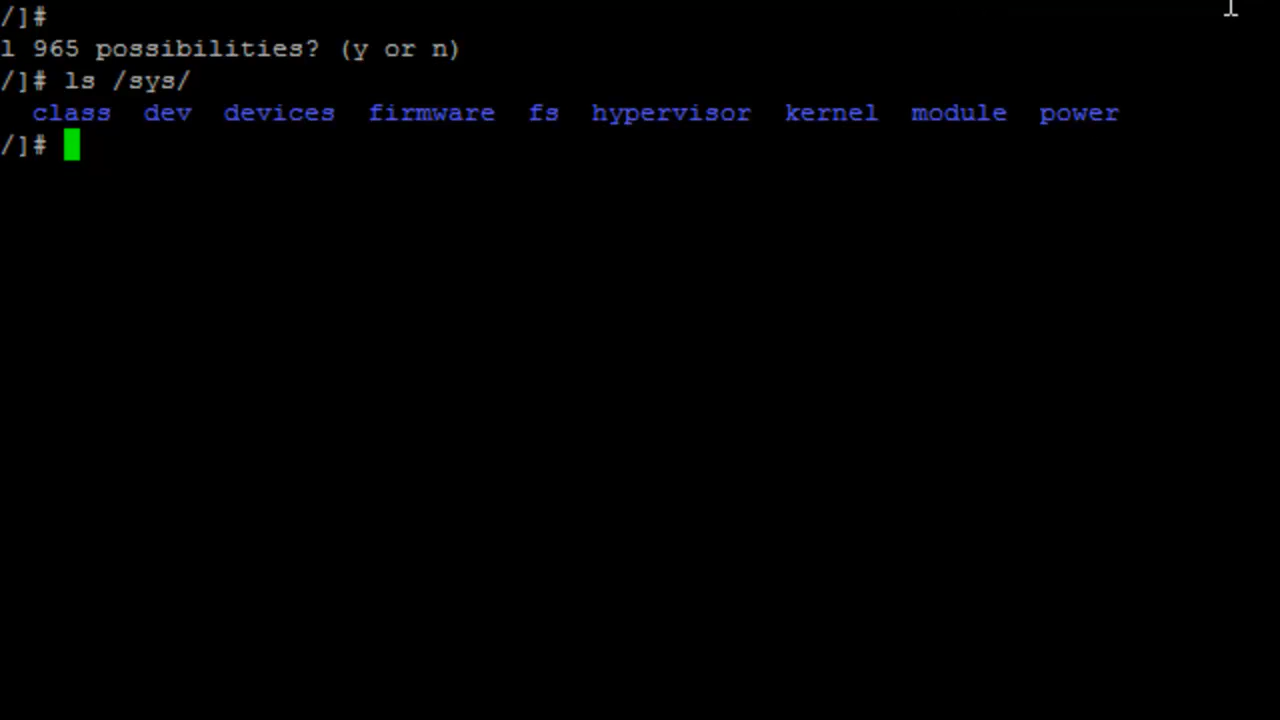 /]#
l 965 possibilities? (y or n)
/]# ls /sys/
class dev devices firmware fs hypervisor kernel module power
/]#